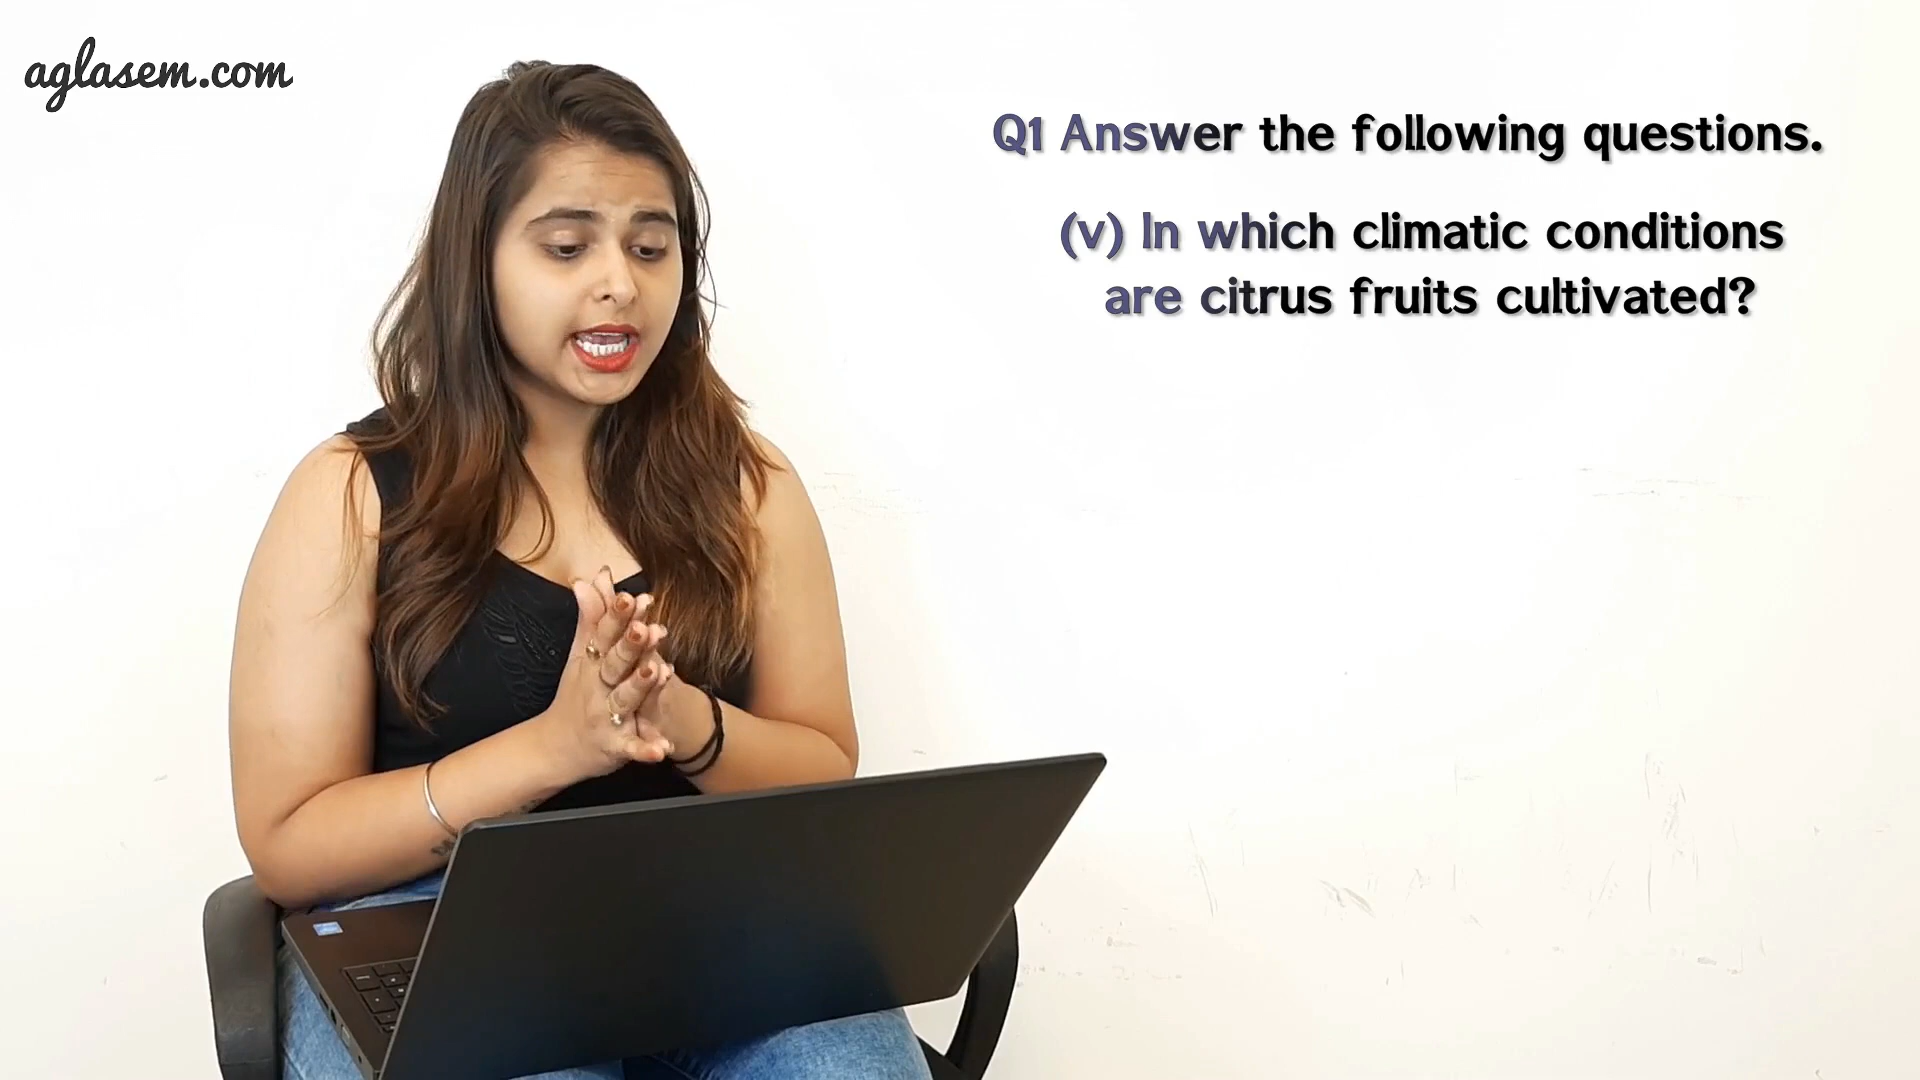 aglasem.com
Q1 Answer the following questions.
(v) In which climatic conditions
are citrus fruits cultivated?